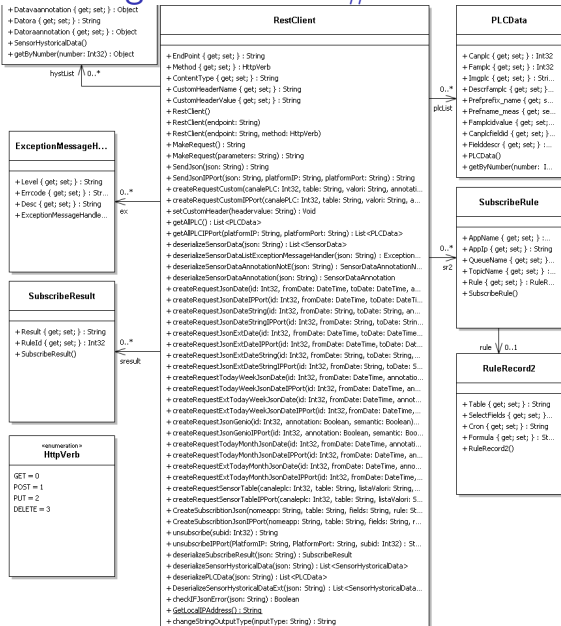 + Datavaannotation { get; set; } : Object
+ Datora { get; set; } : String
+ Datoraannotation { get; set; } : Object
+ SensorHystoricalData()
+ getByNumber(number: Int32) : Object
hystList 0..*
RestClient
+ EndPoint { get; set; } : String
+ Method { get; set; } : HttpVerb
+ ContentType { get; set; } : String
+ CustomHeaderName { get; set; } : String
+ CustomHeaderValue { get; set; } : String
+ RestClient()
+ RestClient(endpoint: String)
+ RestClient(endpoint: String, method: HttpVerb)
+ MakeRequest() : String
+ MakeRequest(parameters: String) : String
+ SendJson(json: String) : String
+ SendJsonIPPort(json: String, platformIP: String, platformPort: String) : String
+ createRequestCustom(canalePLC: Int32, table: String, valori: String, annotati...
+ createRequestCustomIPPort(canalePLC: Int32, table: String, valori: String, a...
+ setCustomHeader(headervalue: String) : Void
+ getAllPLC() : List<PLCData>
+ getAllPLCIPPort(platformIP: String, platformPort: String) : List<PLCData>
+ deserializeSensorData(json: String) : List<SensorData>
+ deserializeSensorDataListExceptionMessageHandler(json: String) : Exception...
+ deserializeSensorDataAnnotationNotE(json: String) : SensorDataAnnotationN...
+ deserializeSensorDataAnnotation(json: String) : SensorDataAnnotation
+ createRequestJsonDate(id: Int32, fromDate: DateTime, toDate: DateTime, a...
+ createRequestJsonDateIPPort(id: Int32, fromDate: DateTime, toDate: DateTi...
+ createRequestJsonDateString(id: Int32, fromDate: String, toDate: String, an...
+ createRequestJsonDateStringIPPort(id: Int32, fromDate: String, toDate: Strin...
+ createRequestJsonExtDate(id: Int32, fromDate: DateTime, toDate: DateTime...
+ createRequestJsonExtDateIPPort(id: Int32, fromDate: DateTime, toDate: Dat...
+ createRequestJsonExtDateString(id: Int32, fromDate: String, toDate: String,...
+ createRequestJsonExtDateStringIPPort(id: Int32, fromDate: String, toDate: S...
+ createRequestTodayWeekJsonDate(id: Int32, fromDate: DateTime, annotatio...
+ createRequestTodayWeekJsonDateIPPort(id: Int32, fromDate: DateTime, an...
+ createRequestExtTodayWeekJsonDate(id: Int32, fromDate: DateTime, annot...
+ createRequestExtTodayWeekJsonDateIPPort(id: Int32, fromDate: DateTime,...
+ createRequestJsonGenio(id: Int32, annotation: Boolean, semantic: Boolean)...
+ createRequestJsonGenioIPPort(id: Int32, annotation: Boolean, semantic: Boo...
+ createRequestTodayMonthJsonDate(id: Int32, fromDate: DateTime, annotati...
+ createRequestTodayMonthJsonDateIPPort(id: Int32, fromDate: DateTime, an...
+ createRequestExtTodayMonthJsonDate(id: Int32, fromDate: DateTime, anno...
+ createRequestExtTodayMonthJsonDateIPPort(id: Int32, fromDate: DateTime,...
+ createRequestSensorTable(canaleplc: Int32, table: String, listaValori: String,...
+ createRequestSensorTableIPPort(canaleplc: Int32, table: String, listaValori: S...
+ CreateSubscribtionJson(nomeapp: String, table: String, fields: String, rule: St...
+ CreateSubscribtionJsonIPPort(nomeapp: String, table: String, fields: String, r...
+ unsubscribe(subid: Int32) : String
+ unsubscribeIPPort(PlatformIP: String, PlatformPort: String, subid: Int32) : St...
+ deserializeSubscribeResult(json: String) : SubscribeResult
+ deserializeSensorHystoricalData(json: String) : List<SensorHystoricalData>
+ deserializePLCData(json: String) : List<PLCData>
+ DeserializeSensorHystoricalDataExt(json: String) : List<SensorHystoricalData...
+ checkIFJsonError(json: String) : Boolean
+ GetLocalIPAddress() : String
+ changeStringOutputType(inputType: String) : String
PLCData
+ Canplc { get; set; } : Int32
+ Famplc { get; set; } : Int32
+ Imgplc { get; set; } : Stri...
+ Descrfamplc { get; set;}...
+ Prefprefix_name { get; s...
+ Prefname_meas { get; se...
+ Famplcidvalue { get; set;...
+ Canplcfieldid { get; set; }...
+ Fielddescr { get; set; } :...
+ PLCData()
+ getByNumber(number: I...
0..*
plcList
ExceptionMessageH...
+ Level { get; set; } : String
+ Errcode { get; set; } : Str...
+ Desc { get; set; } : String
+ ExceptionMessageHandle...
0..*
ex
SubscribeRule
+ AppName { get; set; } :...
+ AppIp { get; set; } : String
+ QueueName { get; set; }...
+ TopicName { get; set; } :...
+ Rule { get; set; } : RuleR...
+ SubscribeRule()
0..*
sr2
SubscribeResult
+ Result { get; set; } : String
+ RuleId { get; set; } : Int32
+ SubscribeResult()
0..*
sresult
rule 0..1
RuleRecord2
+ Table { get; set; } : String
+ SelectFields { get; set; }...
+ Cron { get; set; } : String
+ Formula { get; set; } : St...
+ RuleRecord2()
«enumeration»
HttpVerb
GET = 0
POST = 1
PUT = 2
DELETE = 3